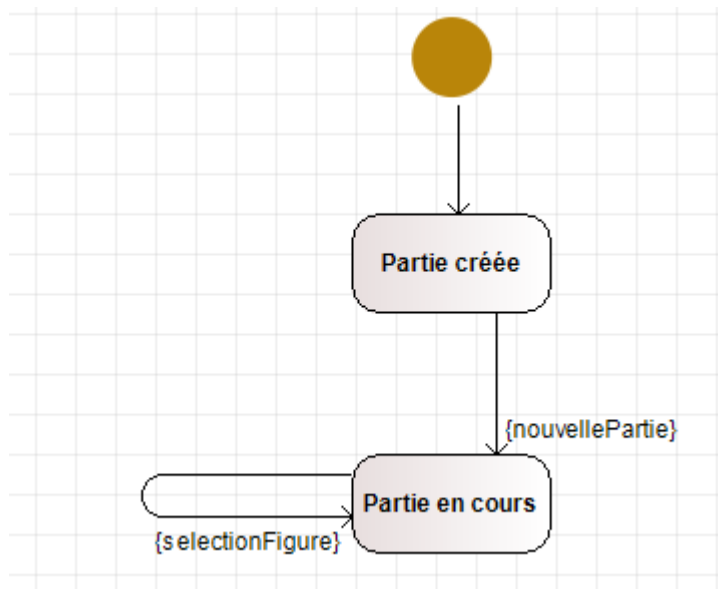 Partie créée
{nouvellePartie}
Partie en cours
{selectionFigure}